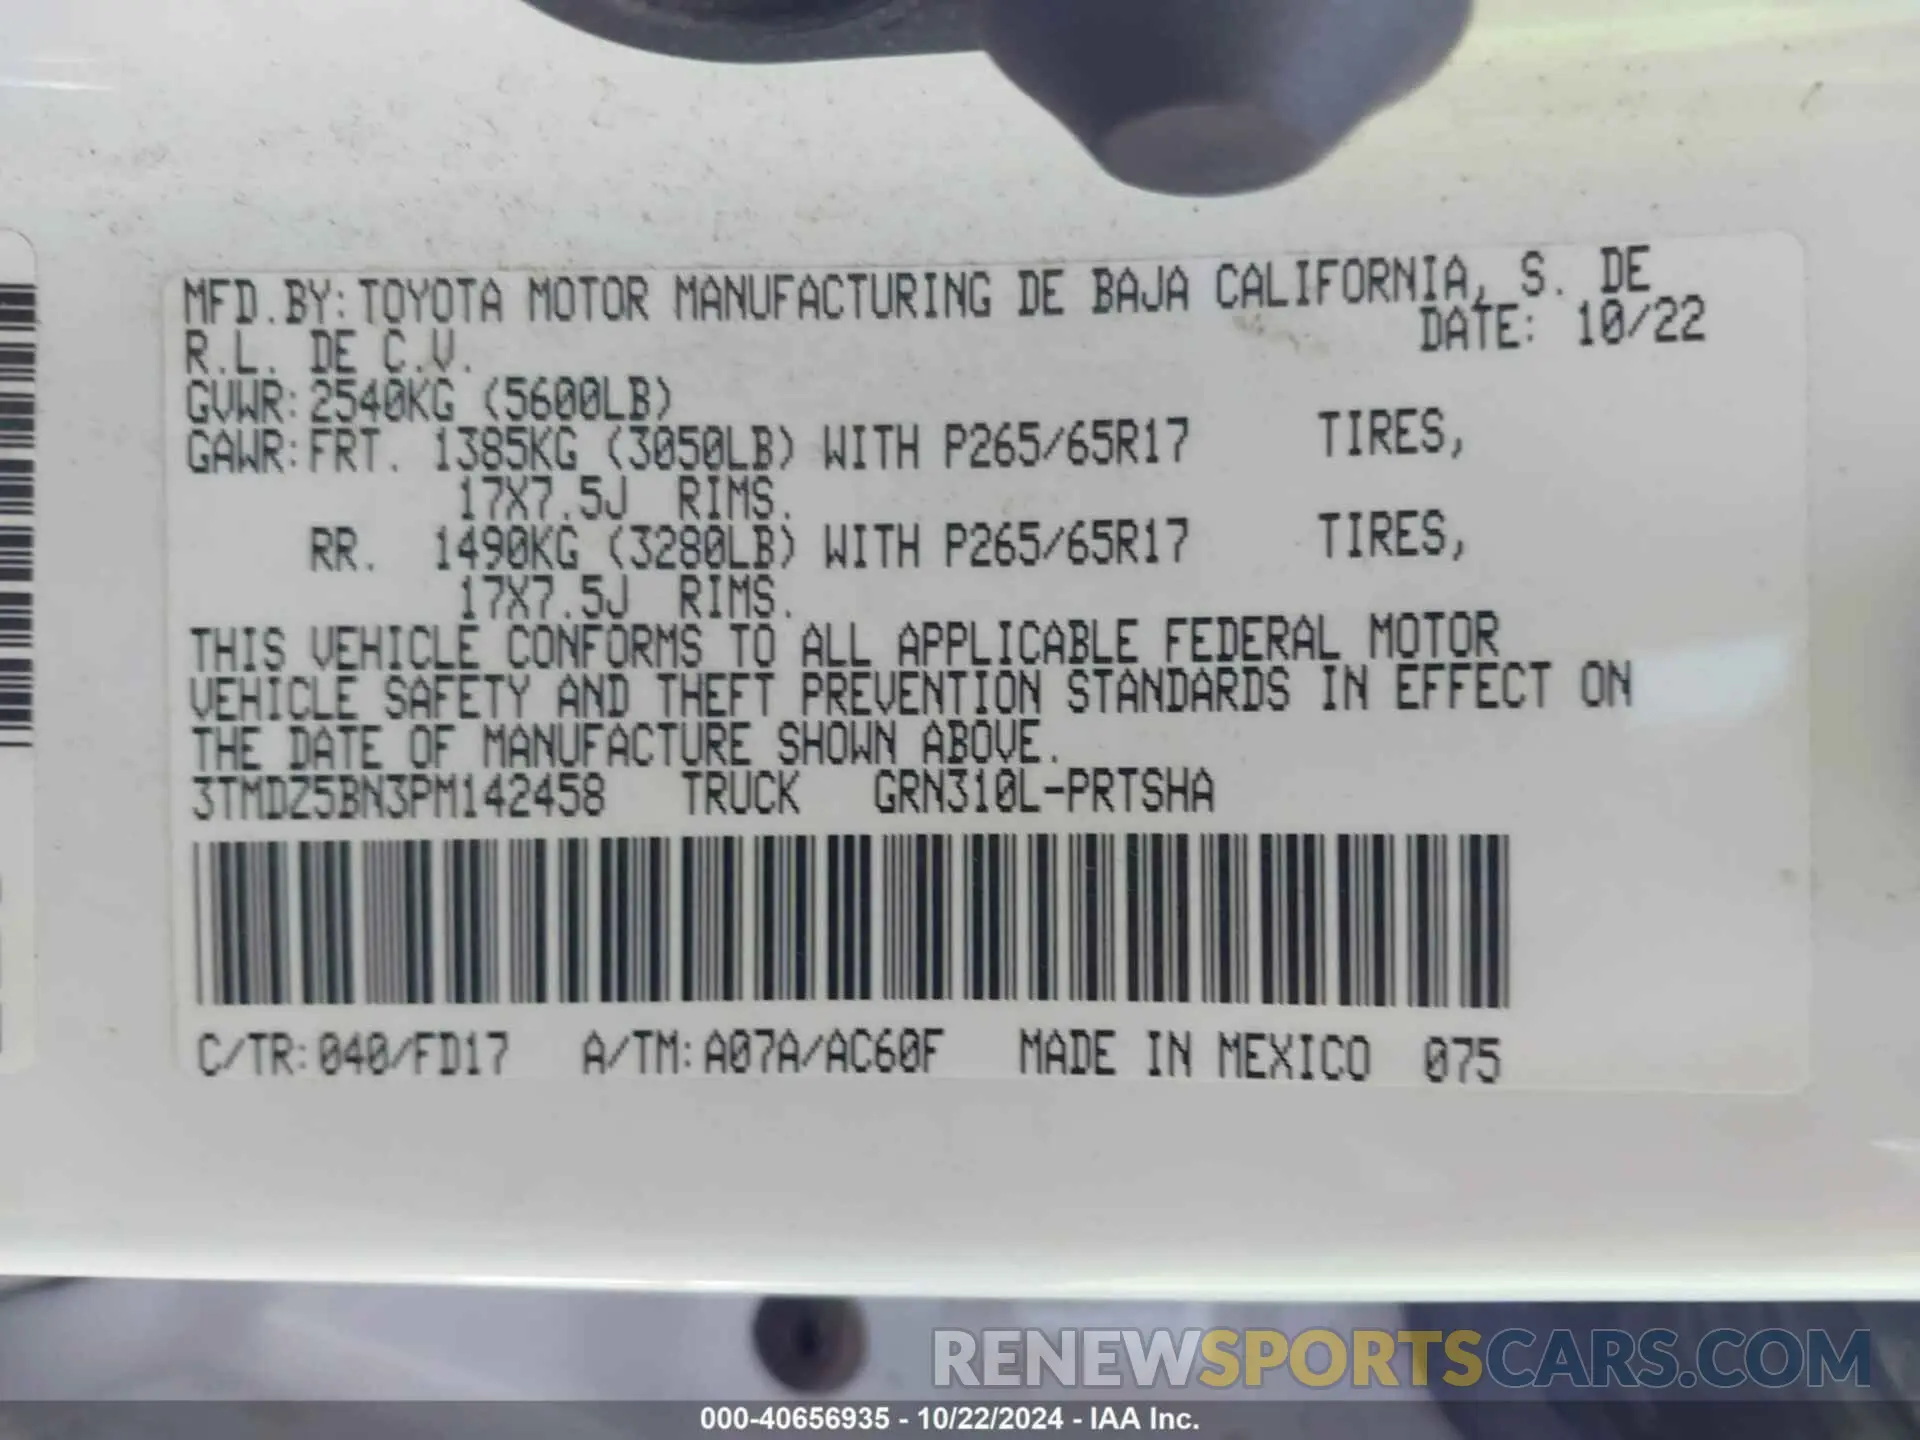 MFD.BY:TOYOTA MOTOR MANUFACTURING DE BAJA CALIFORNIA, S. DE
R.L. DE C.V. DATE: 10/22
GVWR:2540KG (5600LB)
GAWR:FRT. 1385KG (3050LB) WITH P265/65R17 TIRES,
17X7.5J RIMS.
RR. 1490KG (3280LB) WITH P265/65R17 TIRES,
17X7.5J RIMS.
THIS VEHICLE CONFORMS TO ALL APPLICABLE FEDERAL MOTOR
VEHICLE SAFETY AND THEFT PREVENTION STANDARDS IN EFFECT ON
THE DATE OF MANUFACTURE SHOWN ABOVE.
3TMDZ5BN3PM142458 TRUCK GRN310L-PRTSHA
C/TR:040/FD17 A/TM:A07A/AC60F MADE IN MEXICO 075
RENEWSPORTSCARS.COM
000-40656935 - 10/22/2024 - IAA Inc.